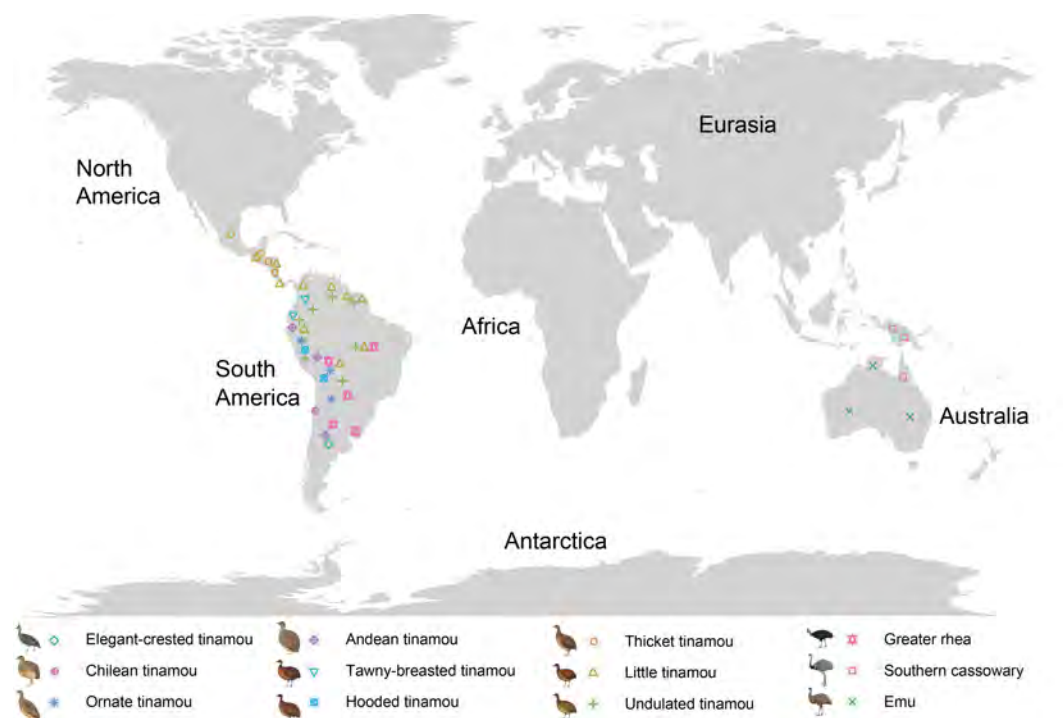 Eurasia
North
America
Africa
South
America
Australia
Antarctica
Elegant-crested tinamou
Andean tinamou
Thicket tinamou
Greater rhea
Chilean tinamou
Tawny-breasted tinamou
Little tinamou
Southern cassowary
Ornate tinamou
Hooded tinamou
Undulated tinamou
Emu